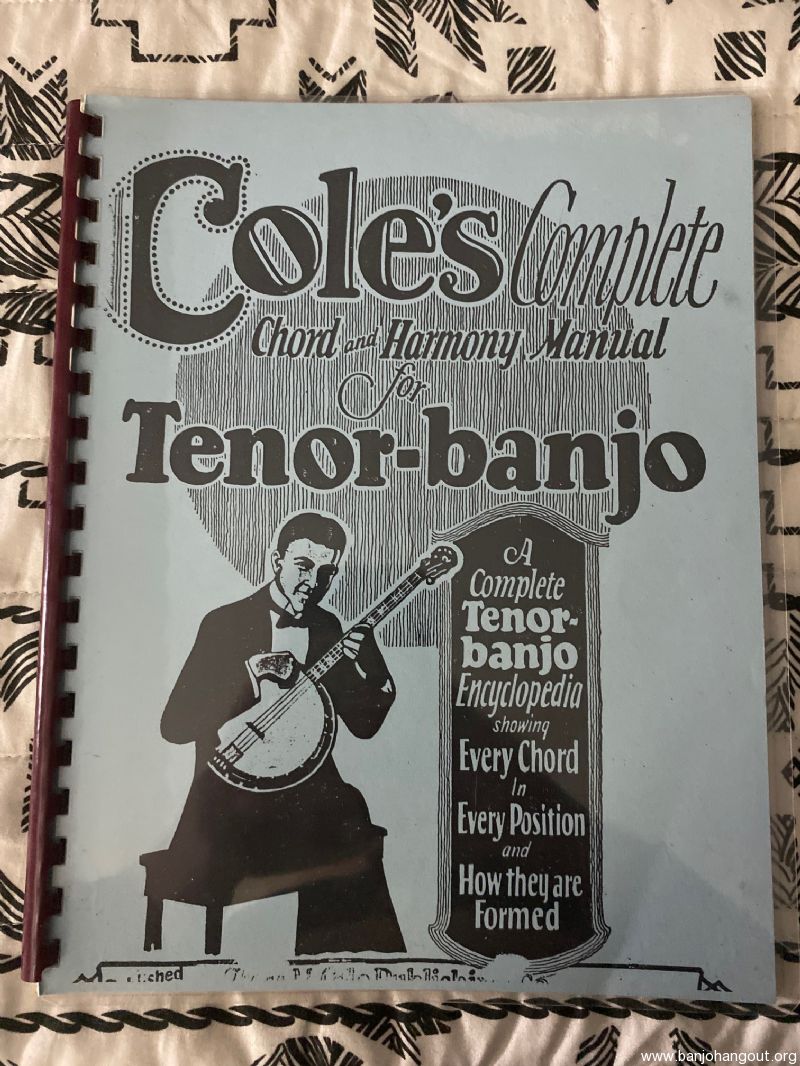 Cole's Complete
Chord and Harmony Manual
for
Tenor-banjo
A
Complete
Tenor-
banjo
Encyclopedia
showing
Every Chord
In
Every Position
and
How they are
Formed
www.banjohangout.org